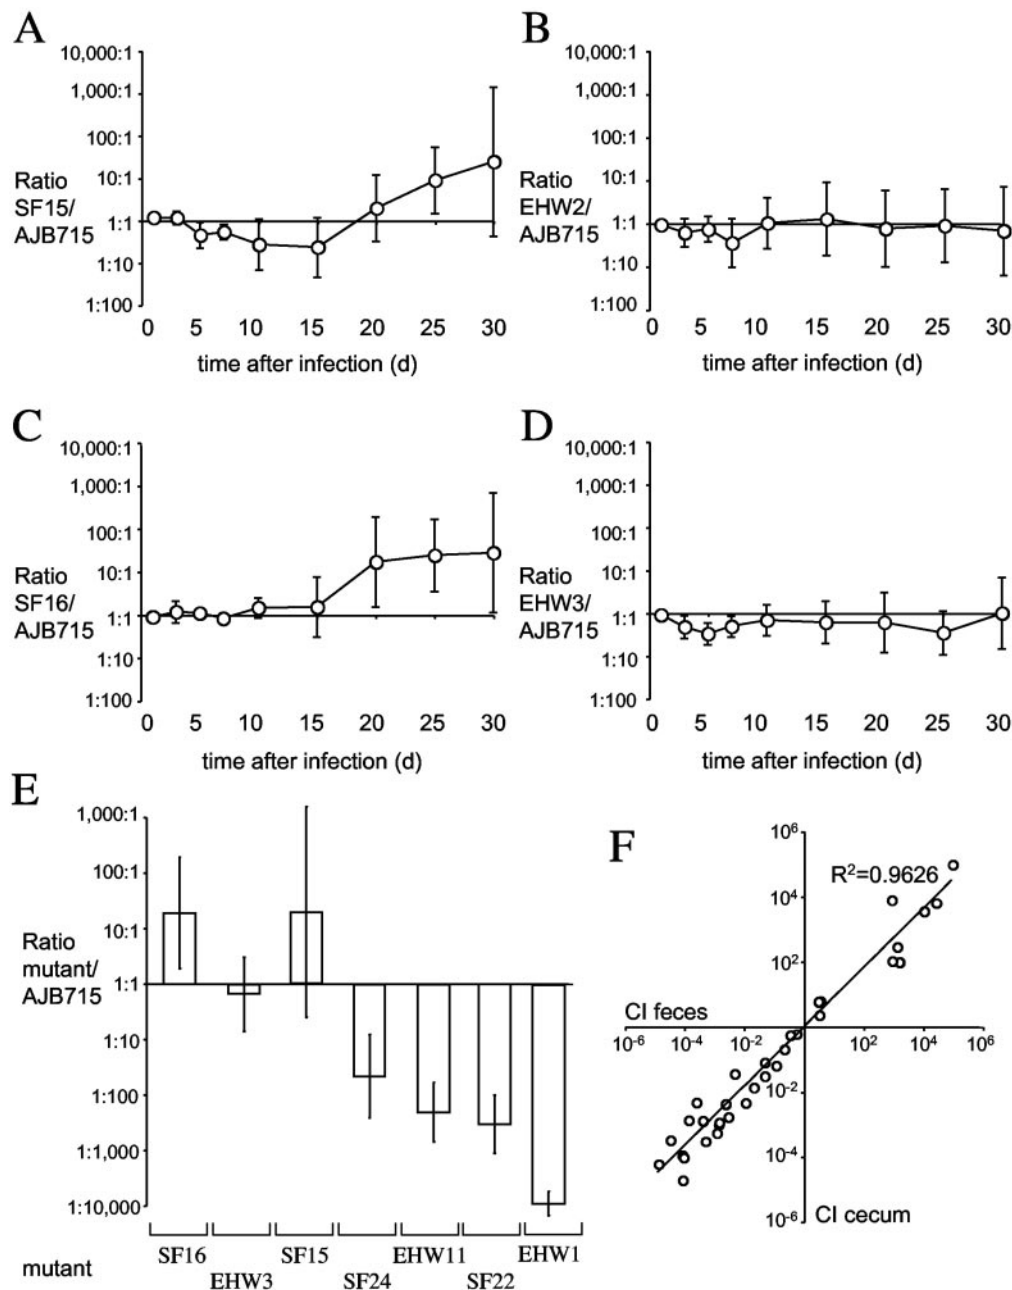 A
10,000:1
1,000:1
100:1
10:1
1:1
1:10
1:100
Ratio
SF15/
AJB715
0 5 10 15 20 25 30
time after infection (d)
B
10,000:1
1,000:1
100:1
10:1
1:1
1:10
1:100
Ratio
EHW2/
AJB715
0 5 10 15 20 25 30
time after infection (d)
C
10,000:1
1,000:1
100:1
10:1
1:1
1:10
1:100
Ratio
SF16/
AJB715
0 5 10 15 20 25 30
time after infection (d)
D
10,000:1
1,000:1
100:1
10:1
1:1
1:10
1:100
Ratio
EHW3/
AJB715
0 5 10 15 20 25 30
time after infection (d)
E
1,000:1
100:1
10:1
1:1
1:10
1:100
1:1,000
1:10,000
Ratio
mutant/
AJB715
mutant
SF16 EHW3 SF15 SF24 EHW11 SF22 EHW1
F
10⁶
R²=0.9626
10⁴
10²
CI feces
10⁻⁶ 10⁻⁴ 10⁻² 10² 10⁴ 10⁶
10⁻²
10⁻⁴
10⁻⁶
CI cecum